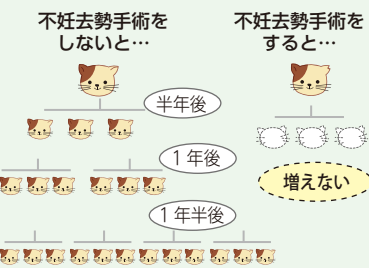 不妊去勢手術を
しないと…
不妊去勢手術を
すると…
半年後
1年後
1年半後
増えない